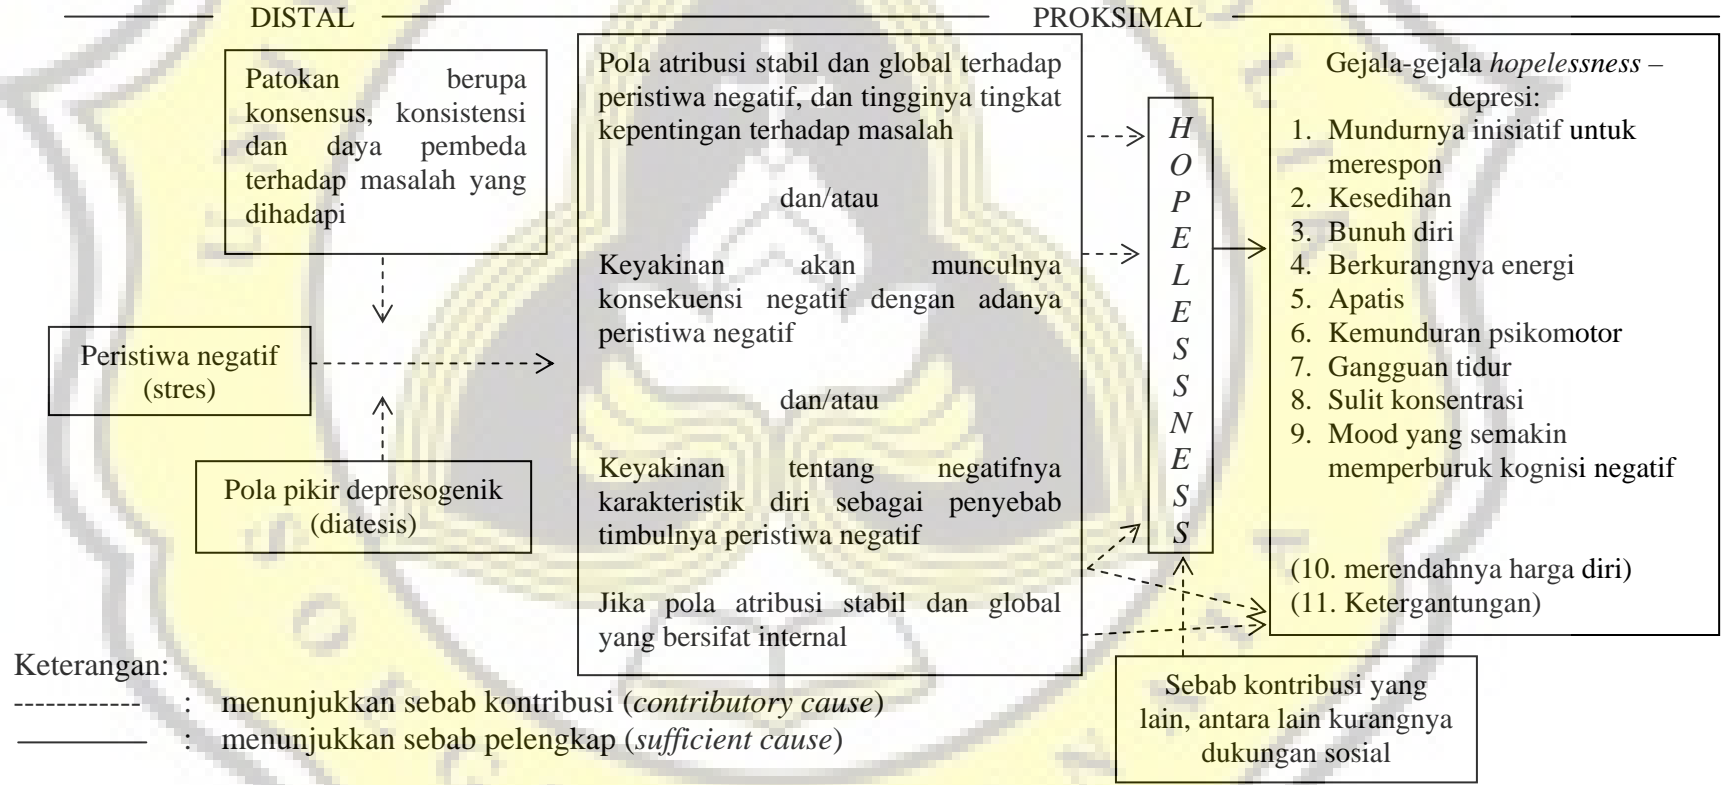 DISTAL
PROKSIMAL
Patokan berupa
konsensus, konsistensi
dan daya pembeda
terhadap masalah yang
dihadapi
Peristiwa negatif
(stres)
Pola pikir depresogenik
(diatesis)
Pola atribusi stabil dan global terhadap
peristiwa negatif, dan tingginya tingkat
kepentingan terhadap masalah
dan/atau
Keyakinan akan munculnya
konsekuensi negatif dengan adanya
peristiwa negatif
dan/atau
Keyakinan tentang negatifnya
karakteristik diri sebagai penyebab
timbulnya peristiwa negatif
Jika pola atribusi stabil dan global
yang bersifat internal
H
O
P
E
L
E
S
S
N
E
S
S
Gejala-gejala hopelessness –
depresi:
1. Mundurnya inisiatif untuk
merespon
2. Kesedihan
3. Bunuh diri
4. Berkurangnya energi
5. Apatis
6. Kemunduran psikomotor
7. Gangguan tidur
8. Sulit konsentrasi
9. Mood yang semakin
memperburuk kognisi negatif
(10. merendahnya harga diri)
(11. Ketergantungan)
Sebab kontribusi yang
lain, antara lain kurangnya
dukungan sosial
Keterangan:
: menunjukkan sebab kontribusi (contributory cause)
: menunjukkan sebab pelengkap (sufficient cause)